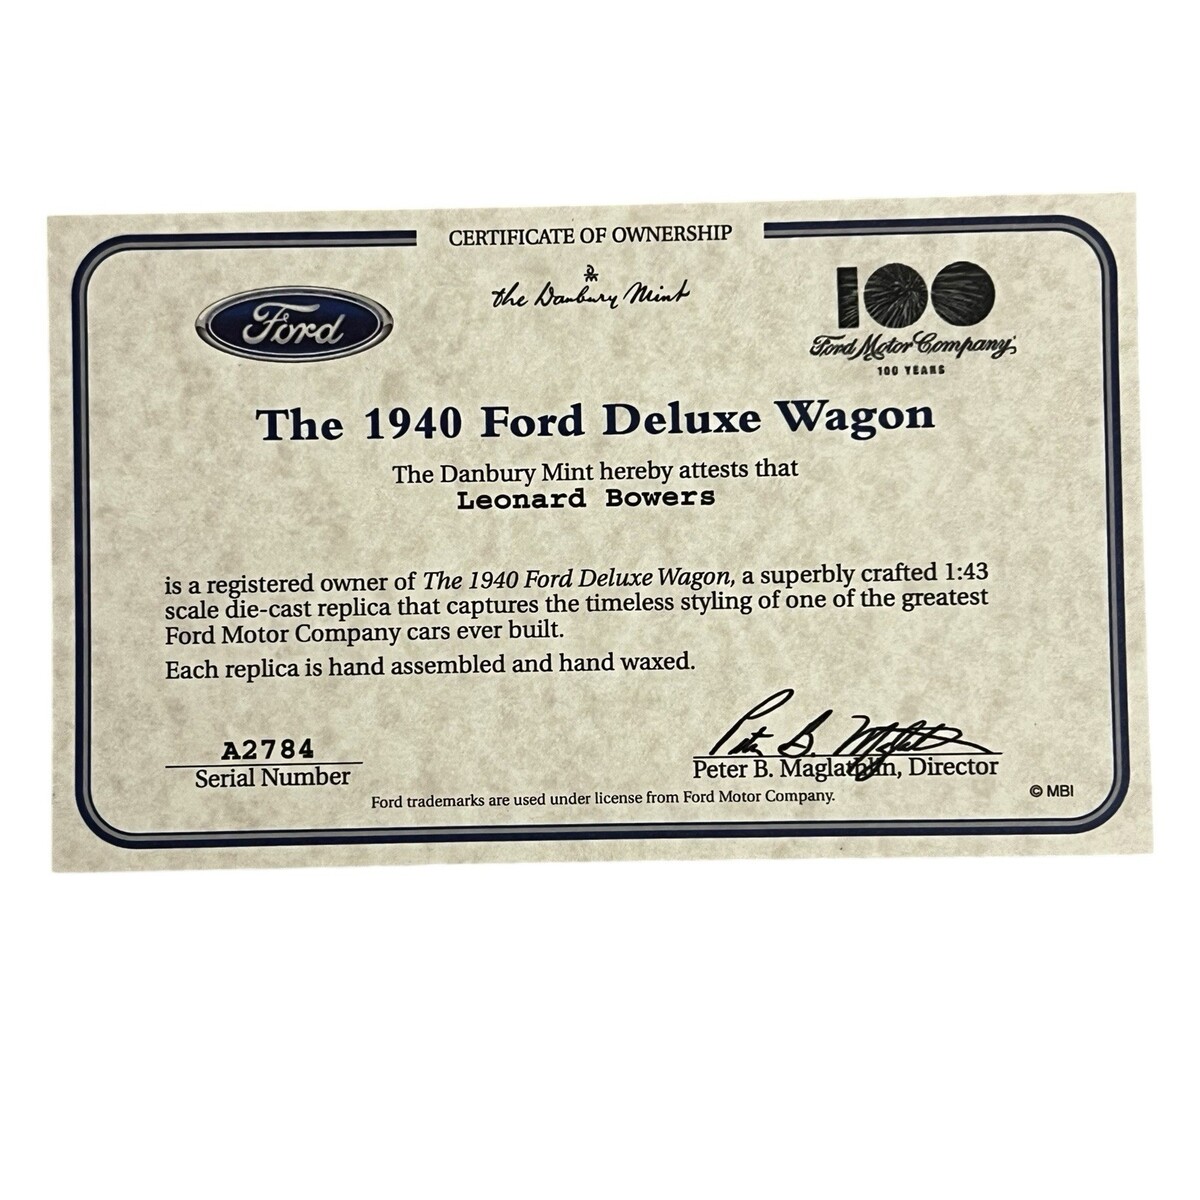 CERTIFICATE OF OWNERSHIP
the Danbury Mint
Ford
100
Ford Motor Company,
100 YEARS
The 1940 Ford Deluxe Wagon
The Danbury Mint hereby attests that
Leonard Bowers
is a registered owner of The 1940 Ford Deluxe Wagon, a superbly crafted 1:43
scale die-cast replica that captures the timeless styling of one of the greatest
Ford Motor Company cars ever built.
Each replica is hand assembled and hand waxed.
A2784
Serial Number
Peter B. Maglathlin
Peter B. Maglathlin, Director
Ford trademarks are used under license from Ford Motor Company.
© MBI